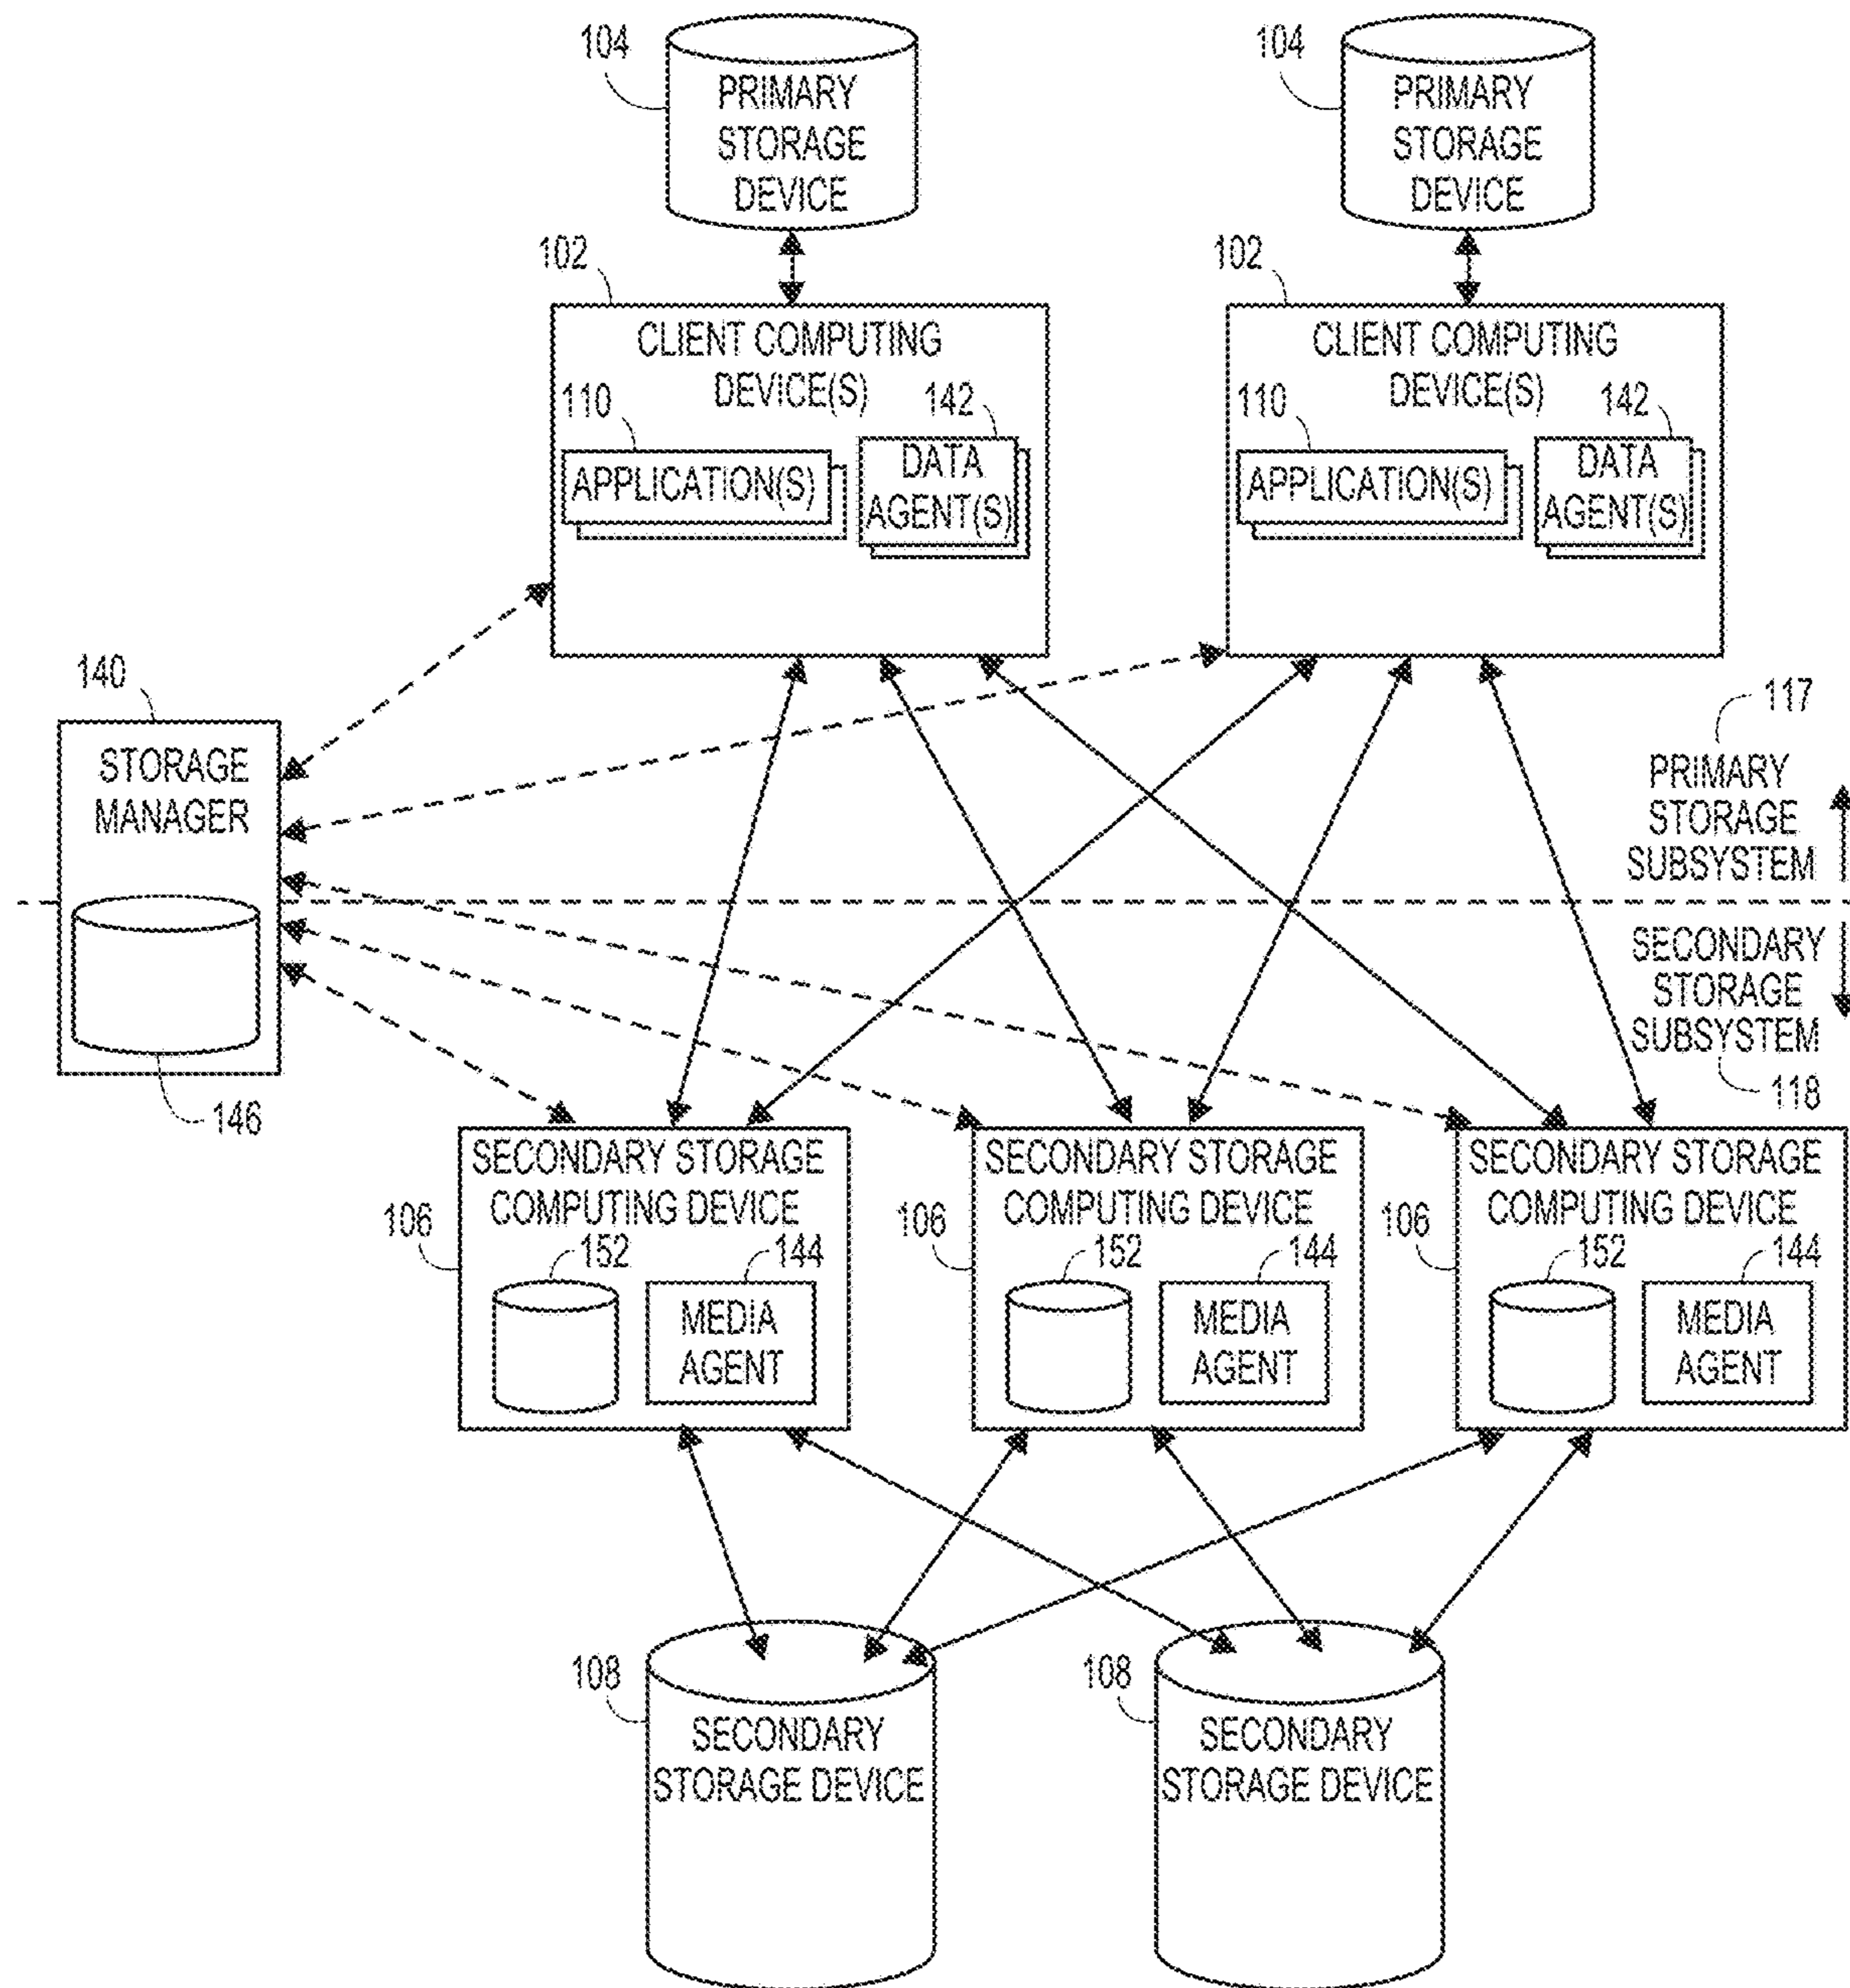 104
PRIMARY
STORAGE
DEVICE
104
PRIMARY
STORAGE
DEVICE
102
CLIENT COMPUTING
DEVICE(S)
110
142
APPLICATION(S)
DATA
AGENT(S)
102
CLIENT COMPUTING
DEVICE(S)
110
142
APPLICATION(S)
DATA
AGENT(S)
140
STORAGE
MANAGER
146
117
PRIMARY
STORAGE
SUBSYSTEM
SECONDARY
STORAGE
SUBSYSTEM
118
106
SECONDARY STORAGE
COMPUTING DEVICE
152
144
MEDIA
AGENT
106
SECONDARY STORAGE
COMPUTING DEVICE
152
144
MEDIA
AGENT
106
SECONDARY STORAGE
COMPUTING DEVICE
152
144
MEDIA
AGENT
108
SECONDARY
STORAGE DEVICE
108
SECONDARY
STORAGE DEVICE